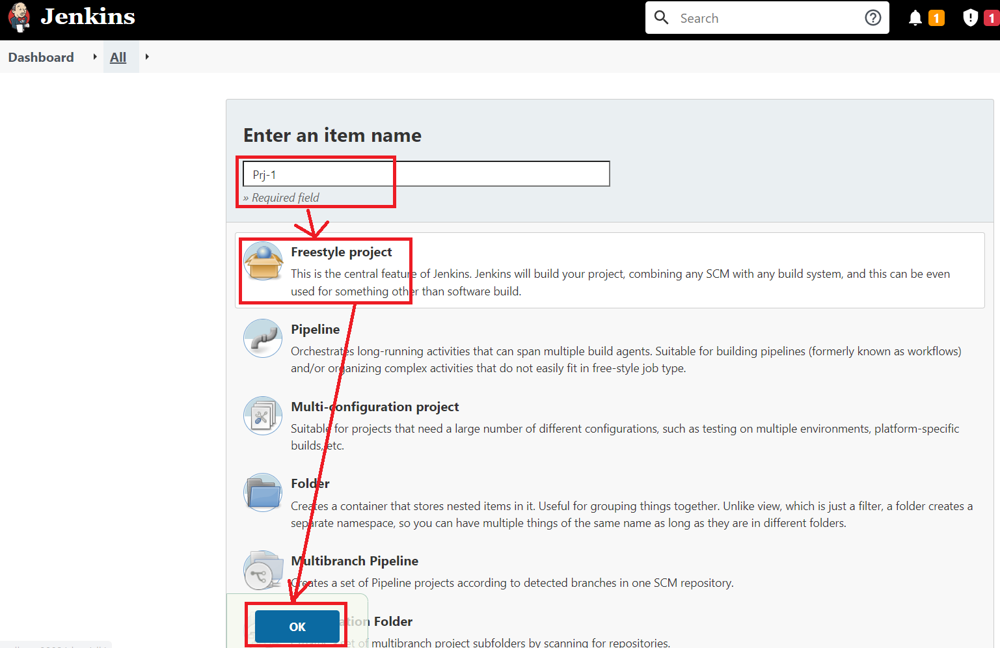 Jenkins
Search
1
1
Dashboard
All
Enter an item name
Prj-1
» Required field
Freestyle project
This is the central feature of Jenkins. Jenkins will build your project, combining any SCM with any build system, and this can be even
used for something other than software build.
Pipeline
Orchestrates long-running activities that can span multiple build agents. Suitable for building pipelines (formerly known as workflows)
and/or organizing complex activities that do not easily fit in free-style job type.
Multi-configuration project
Suitable for projects that need a large number of different configurations, such as testing on multiple environments, platform-specific
builds, etc.
Folder
Creates a container that stores nested items in it. Useful for grouping things together. Unlike view, which is just a filter, a folder creates a
separate namespace, so you can have multiple things of the same name as long as they are in different folders.
Multibranch Pipeline
Creates a set of Pipeline projects according to detected branches in one SCM repository.
OK
Folder
set of multibranch project subfolders by scanning for repositories.